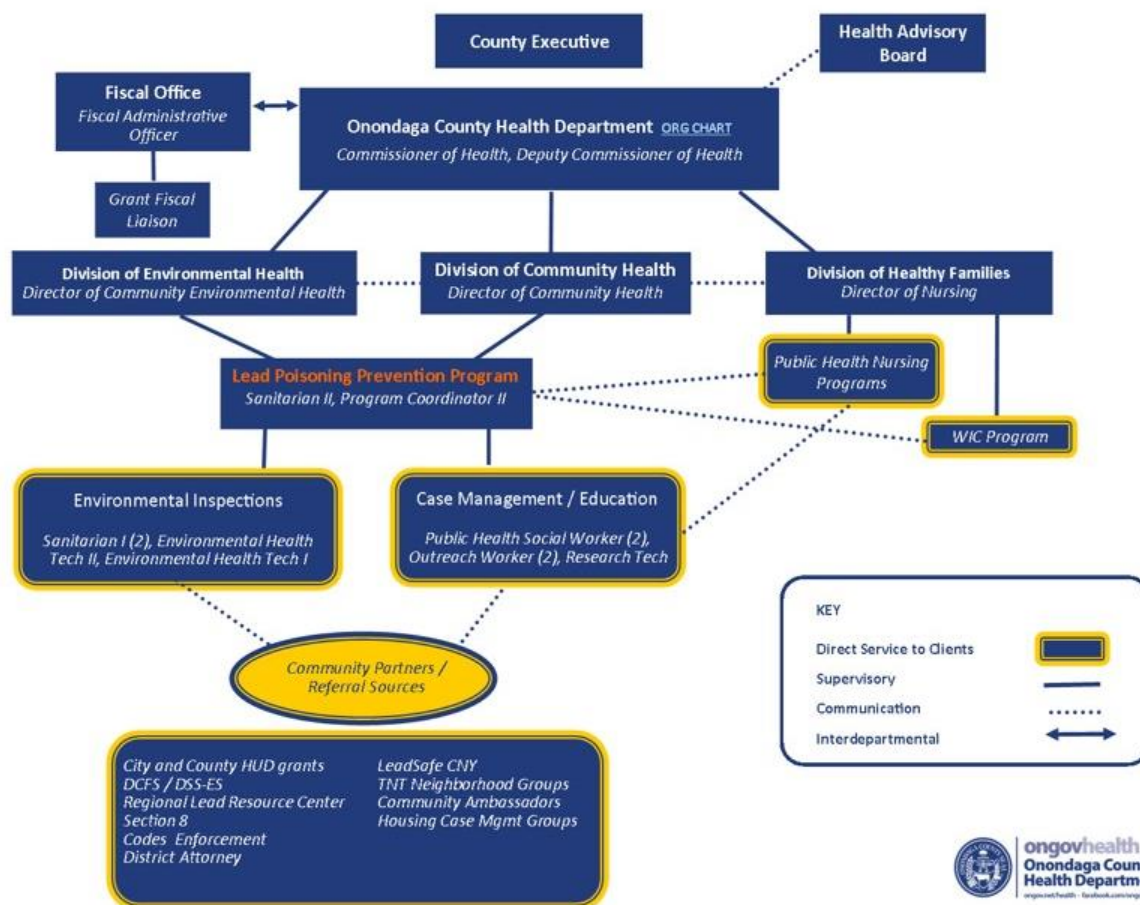 County Executive
Health Advisory
Board
Fiscal Office
Fiscal Administrative
Officer
Onondaga County Health Department ORG CHART
Commissioner of Health, Deputy Commissioner of Health
Grant Fiscal
Liaison
Division of Environmental Health
Director of Community Environmental Health
Division of Community Health
Director of Community Health
Division of Healthy Families
Director of Nursing
Lead Poisoning Prevention Program
Sanitarian II, Program Coordinator II
Public Health Nursing
Programs
WIC Program
Environmental Inspections
Sanitarian I (2), Environmental Health
Tech II, Environmental Health Tech I
Case Management / Education
Public Health Social Worker (2),
Outreach Worker (2), Research Tech
Community Partners /
Referral Sources
City and County HUD grants
DCFS / DSS-ES
Regional Lead Resource Center
Section 8
Codes Enforcement
District Attorney
LeadSafe CNY
TNT Neighborhood Groups
Community Ambassadors
Housing Case Mgmt Groups
KEY
Direct Service to Clients
Supervisory
Communication
Interdepartmental
ongovhealth
Onondaga Coun
Health Departm